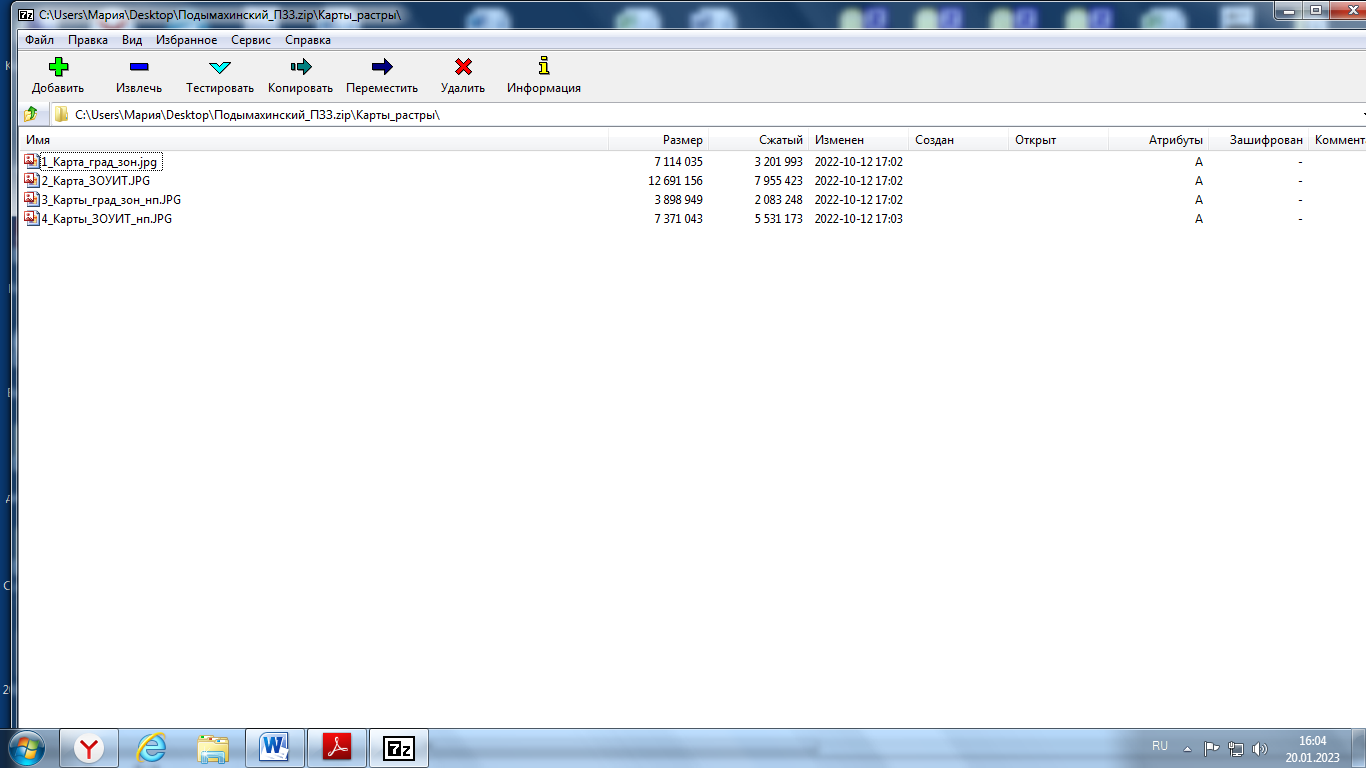 C:\Users\Мария\Desktop\Подымахинский_ПЗЗ.zip\Карты_растры\
Файл Правка Вид Избранное Сервис Справка
Добавить Извлечь Тестировать Копировать Переместить Удалить Информация
C:\Users\Мария\Desktop\Подымахинский_ПЗЗ.zip\Карты_растры\
Имя Размер Сжатый Изменен Создан Открыт Атрибуты Зашифрован Коммент
1_Карта_град_зон.jpg 7 114 035 3 201 993 2022-10-12 17:02 A -
2_Карта_ЗОУИТ.JPG 12 691 156 7 955 423 2022-10-12 17:02 A -
3_Карты_град_зон_нп.JPG 3 898 949 2 083 248 2022-10-12 17:02 A -
4_Карты_ЗОУИТ_нп.JPG 7 371 043 5 531 173 2022-10-12 17:03 A -
RU 16:04
20.01.2023